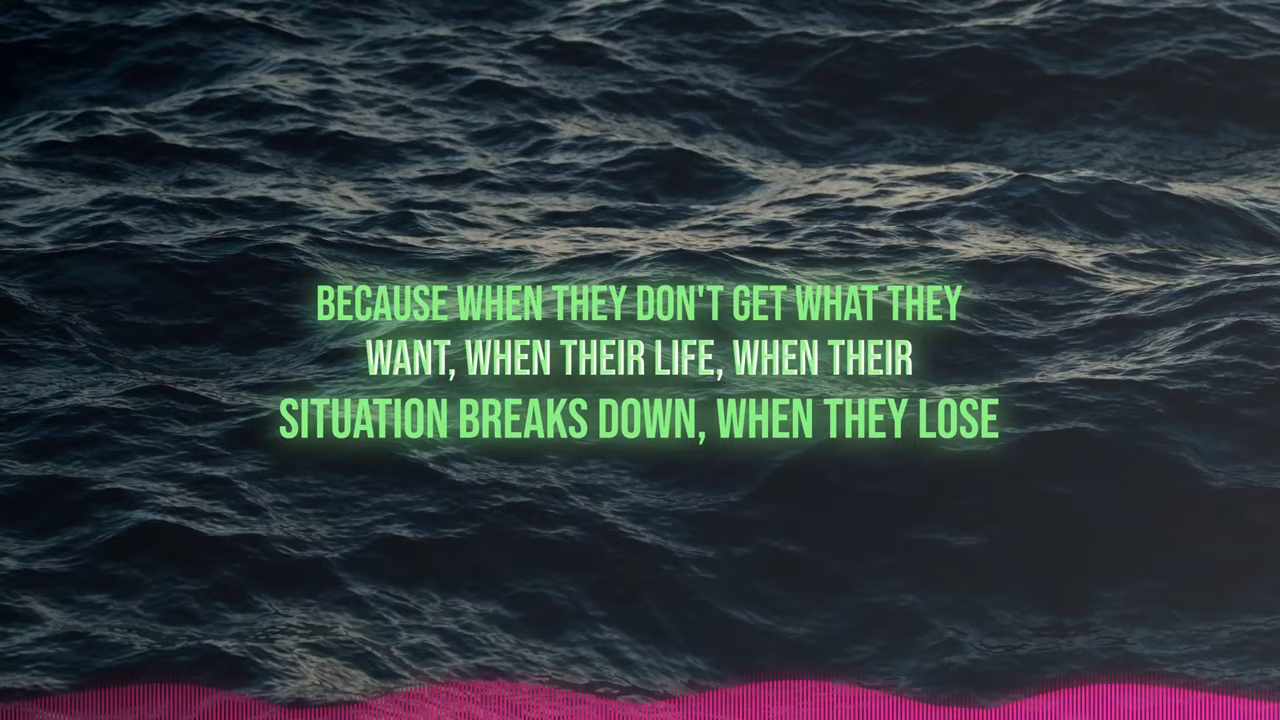 BECAUSE WHEN THEY DON'T GET WHAT THEY
WANT, WHEN THEIR LIFE, WHEN THEIR
SITUATION BREAKS DOWN, WHEN THEY LOSE